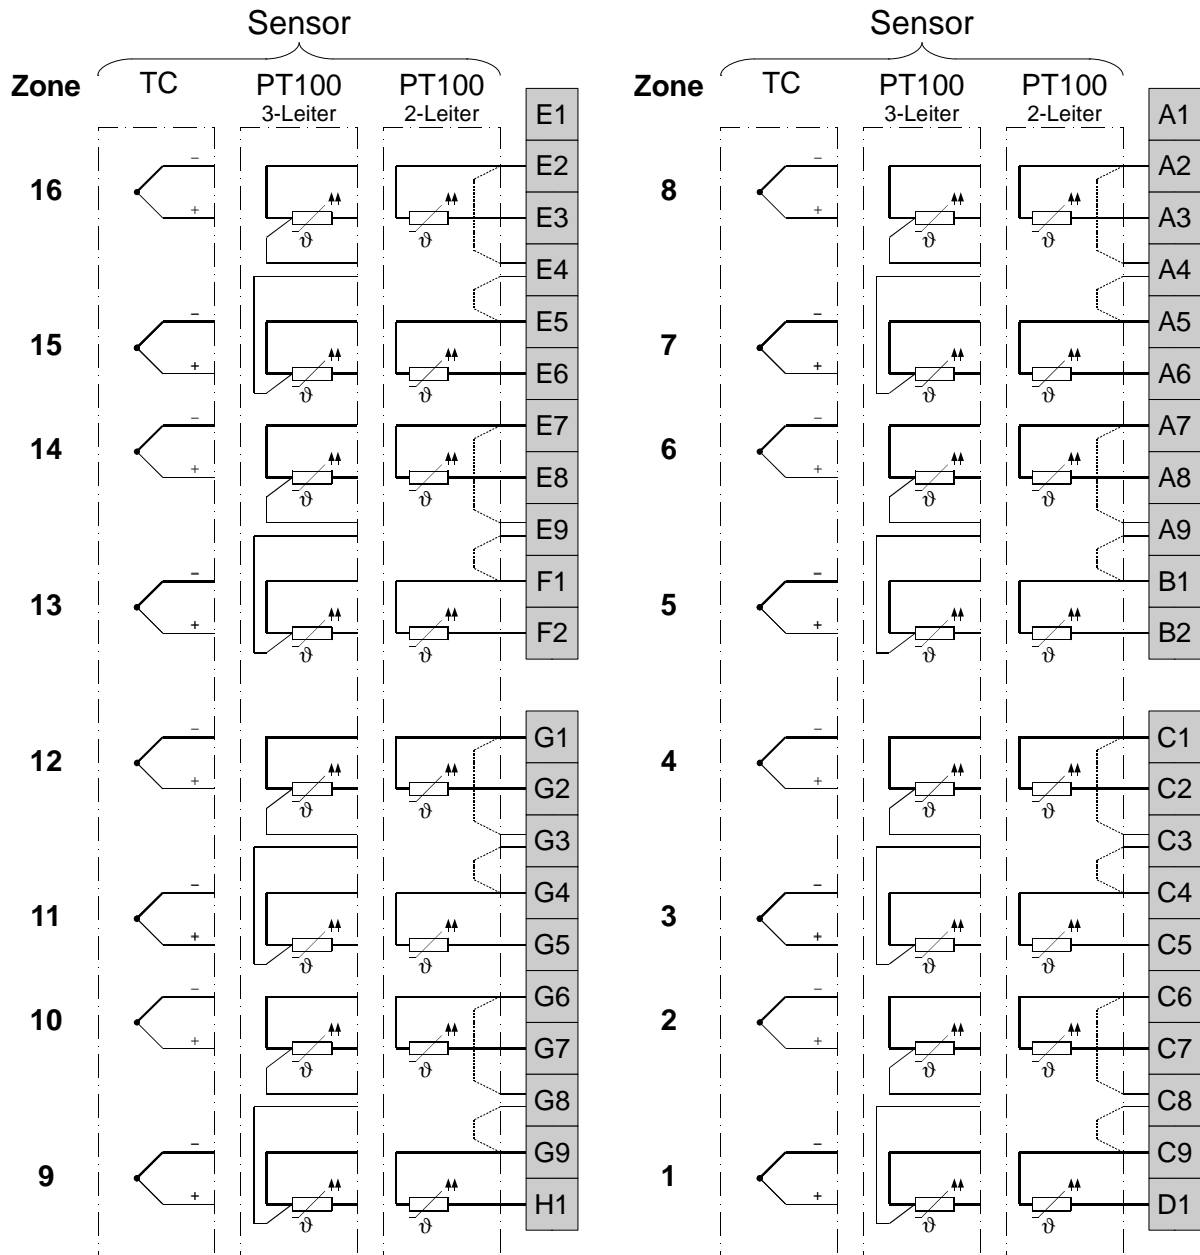 Sensor
Zone TC PT100 PT100
3-Leiter 2-Leiter
E1
16 − + ϑ ϑ E2
E3
E4
15 − + ϑ ϑ E5
E6
14 − + ϑ ϑ E7
E8
E9
13 − + ϑ ϑ F1
F2
12 − + ϑ ϑ G1
G2
G3
11 − + ϑ ϑ G4
G5
10 − + ϑ ϑ G6
G7
G8
9 − + ϑ ϑ G9
H1
Sensor
Zone TC PT100 PT100
3-Leiter 2-Leiter
A1
8 − + ϑ ϑ A2
A3
A4
7 − + ϑ ϑ A5
A6
6 − + ϑ ϑ A7
A8
A9
5 − + ϑ ϑ B1
B2
4 − + ϑ ϑ C1
C2
C3
3 − + ϑ ϑ C4
C5
2 − + ϑ ϑ C6
C7
C8
1 − + ϑ ϑ C9
D1